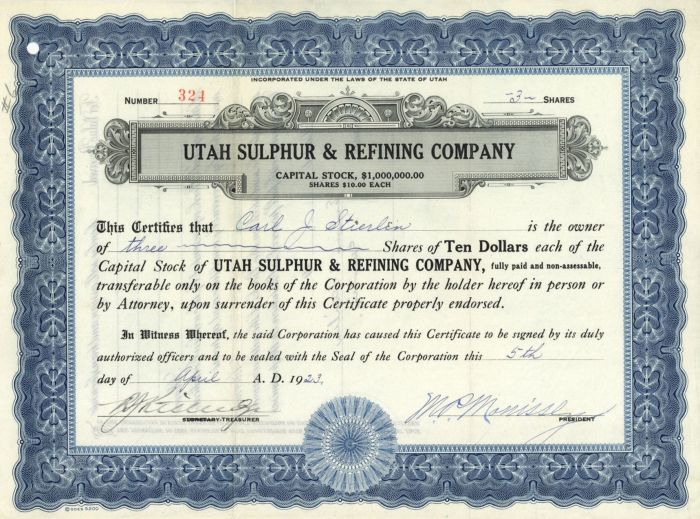 INCORPORATED UNDER THE LAWS OF THE STATE OF UTAH
NUMBER 324 -3- SHARES
UTAH SULPHUR & REFINING COMPANY
CAPITAL STOCK, $1,000,000.00
SHARES $10.00 EACH
This Certifies that Carl J. Stierlen is the owner
of three Shares of Ten Dollars each of the
Capital Stock of UTAH SULPHUR & REFINING COMPANY, fully paid and non-assessable,
transferable only on the books of the Corporation by the holder hereof in person or
by Attorney, upon surrender of this Certificate properly endorsed.
In Witness Whereof, the said Corporation has caused this Certificate to be signed by its duly
authorized officers and to be sealed with the Seal of the Corporation this 5th
day of April A. D. 1923.
SECRETARY-TREASURER PRESIDENT
© GOES 5200